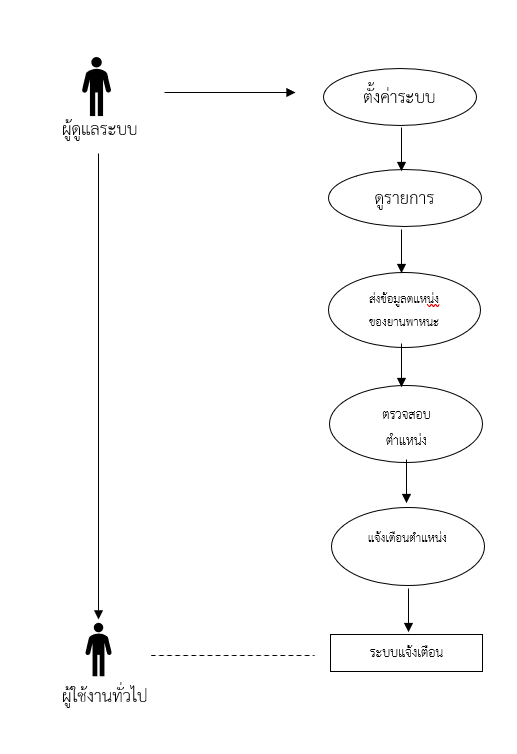 ตั้งค่าระบบ
ผู้ดูแลระบบ
ดูรายการ
ส่งข้อมูลตแหน่ง
ของยานพาหนะ
ตรวจสอบ
ตำแหน่ง
แจ้งเตือนตำแหน่ง
ระบบแจ้งเตือน
ผู้ใช้งานทั่วไป